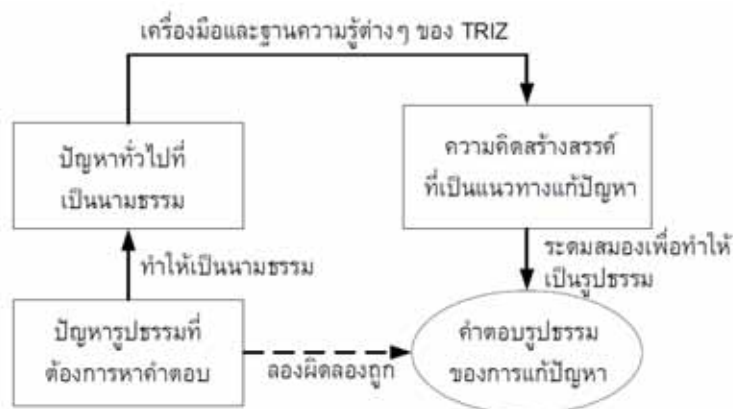 เครื่องมือและฐานความรู้ต่างๆ ของ TRIZ
ปัญหาทั่วไปที่
เป็นนามธรรม
ความคิดสร้างสรรค์
ที่เป็นแนวทางแก้ปัญหา
ทำให้เป็นนามธรรม
ระดมสมองเพื่อทำให้
เป็นรูปธรรม
ปัญหารูปธรรมที่
ต้องการหาคำตอบ
ลองผิดลองถูก
คำตอบรูปธรรม
ของการแก้ปัญหา